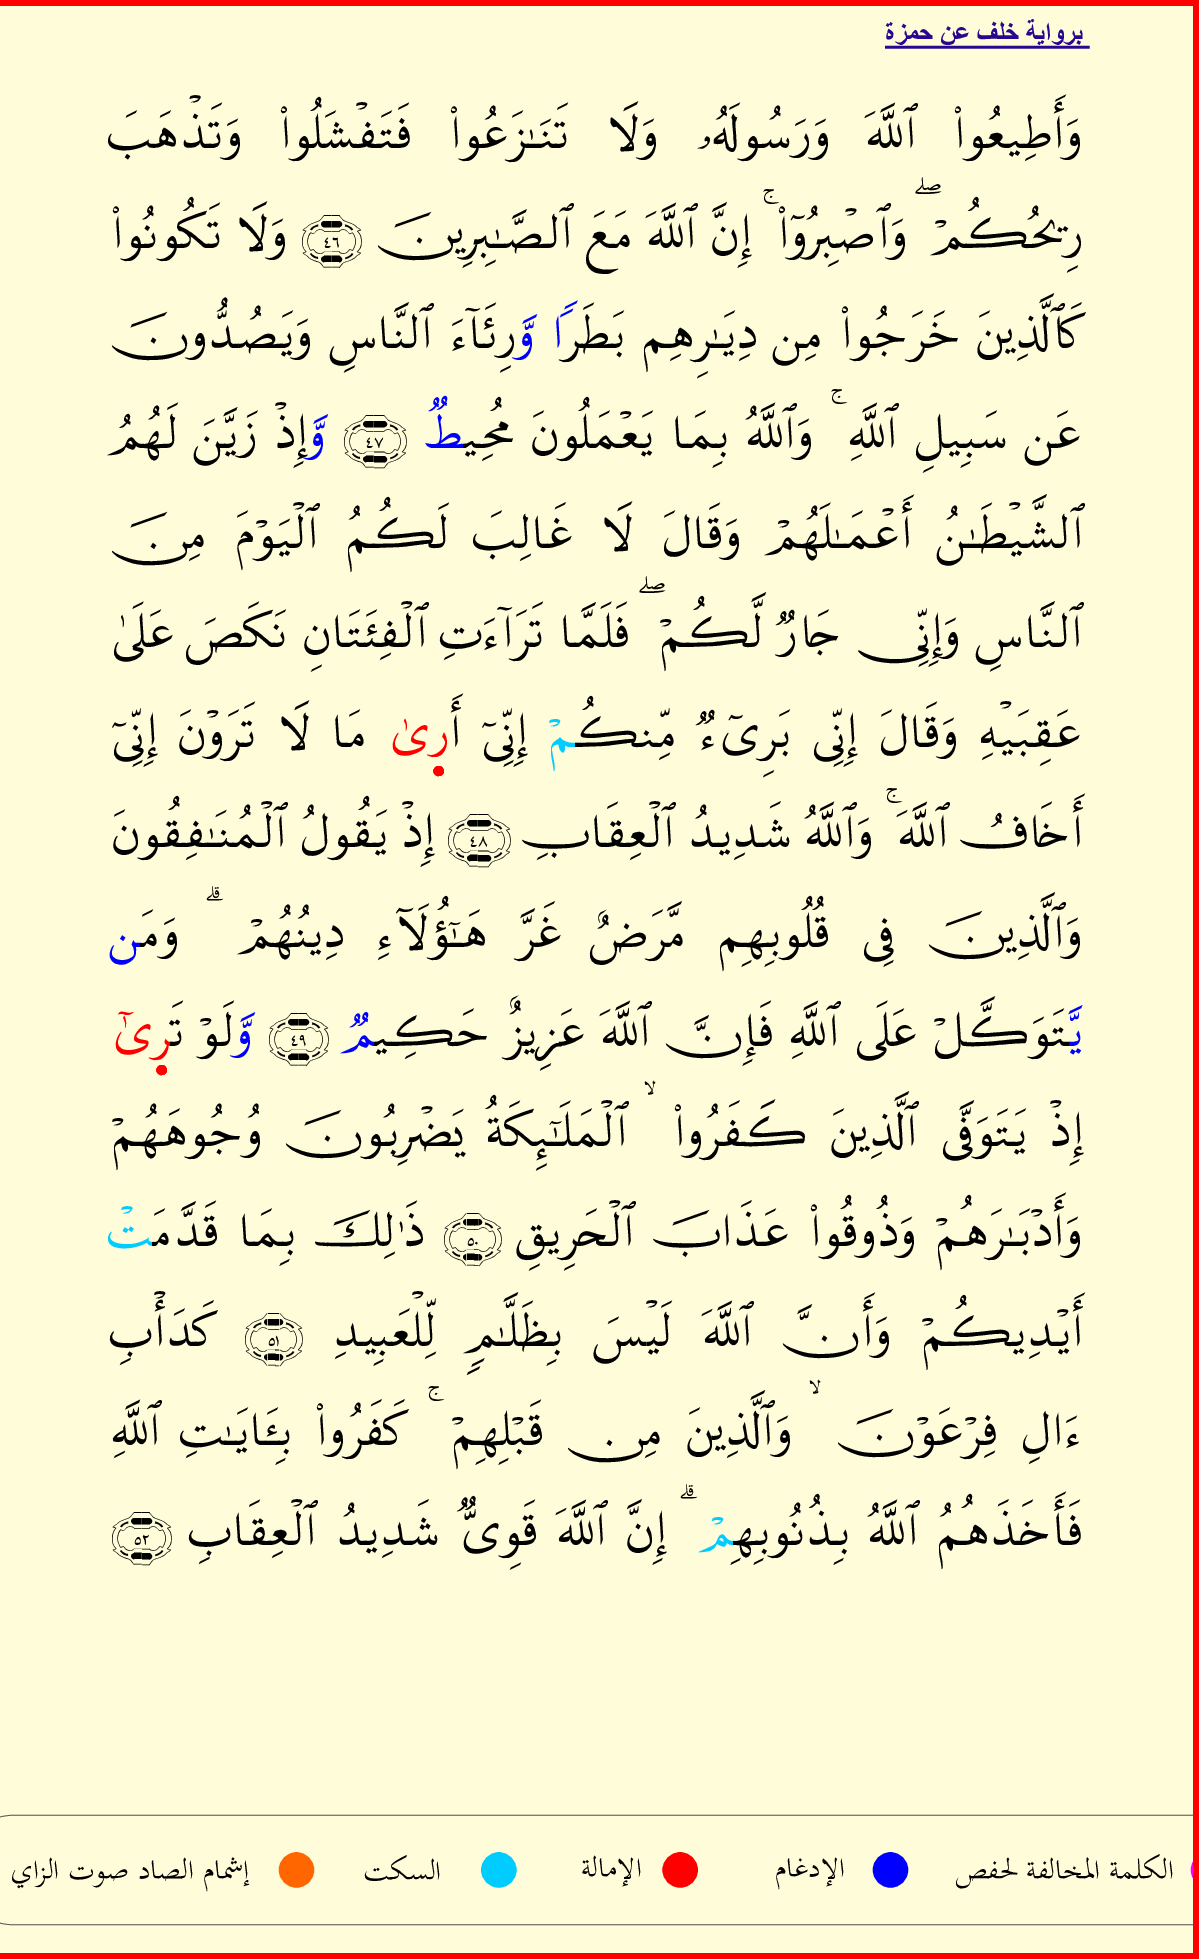 برواية خلف عن حمزة
وَأَطِيعُوا۟ ٱللَّهَ وَرَسُولَهُۥ وَلَا تَنَـٰزَعُوا۟ فَتَفْشَلُوا۟ وَتَذْهَبَ
رِيحُكُمْ ۖ وَٱصْبِرُوٓا۟ ۚ إِنَّ ٱللَّهَ مَعَ ٱلصَّـٰبِرِينَ ٤٦ وَلَا تَكُونُوا۟
كَٱلَّذِينَ خَرَجُوا۟ مِن دِيَـٰرِهِم بَطَرًا وَّرِئَآءَ ٱلنَّاسِ وَيَصُدُّونَ
عَن سَبِيلِ ٱللَّهِ ۚ وَٱللَّهُ بِمَا يَعْمَلُونَ مُحِيطٌ ٤٧ وَّإِذْ زَيَّنَ لَهُمُ
ٱلشَّيْطَـٰنُ أَعْمَـٰلَهُمْ وَقَالَ لَا غَالِبَ لَكُمُ ٱلْيَوْمَ مِنَ
ٱلنَّاسِ وَإِنِّى جَارٌ لَّكُمْ ۖ فَلَمَّا تَرَآءَتِ ٱلْفِئَتَانِ نَكَصَ عَلَىٰ
عَقِبَيْهِ وَقَالَ إِنِّى بَرِىٓءٌ مِّنكُمْ إِنِّىٓ أَرِىٰ مَا لَا تَرَوْنَ إِنِّىٓ
أَخَافُ ٱللَّهَ ۚ وَٱللَّهُ شَدِيدُ ٱلْعِقَابِ ٤٨ إِذْ يَقُولُ ٱلْمُنَـٰفِقُونَ
وَٱلَّذِينَ فِى قُلُوبِهِم مَّرَضٌ غَرَّ هَـٰٓؤُلَآءِ دِينُهُمْ ۗ وَمَن
يَّتَوَكَّلْ عَلَى ٱللَّهِ فَإِنَّ ٱللَّهَ عَزِيزٌ حَكِيمٌ ٤٩ وَّلَوْ تَرِىٰٓ
إِذْ يَتَوَفَّى ٱلَّذِينَ كَفَرُوا۟ ۙ ٱلْمَلَـٰٓئِكَةُ يَضْرِبُونَ وُجُوهَهُمْ
وَأَدْبَـٰرَهُمْ وَذُوقُوا۟ عَذَابَ ٱلْحَرِيقِ ٥٠ ذَٰلِكَ بِمَا قَدَّمَتْ
أَيْدِيكُمْ وَأَنَّ ٱللَّهَ لَيْسَ بِظَلَّـٰمٍ لِّلْعَبِيدِ ٥١ كَدَأْبِ
ءَالِ فِرْعَوْنَ ۙ وَٱلَّذِينَ مِن قَبْلِهِمْ ۚ كَفَرُوا۟ بِـَٔايَـٰتِ ٱللَّهِ
فَأَخَذَهُمُ ٱللَّهُ بِذُنُوبِهِمْ ۗ إِنَّ ٱللَّهَ قَوِىٌّ شَدِيدُ ٱلْعِقَابِ ٥٢
الكلمة المخالفة لحفص الإدغام الإمالة السكت إشمام الصاد صوت الزاي